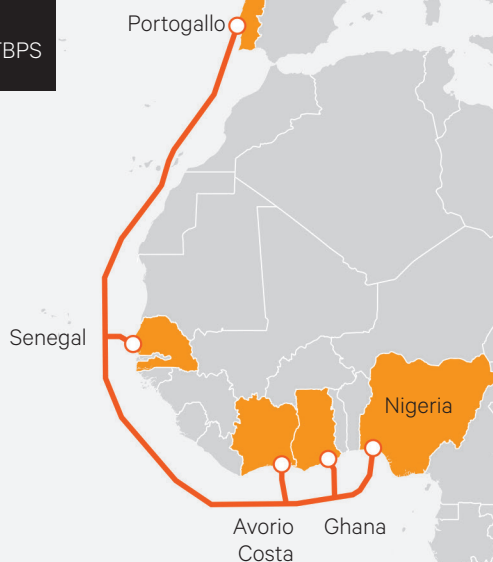 Portogallo
TBPS
Senegal
Nigeria
Avorio
Costa
Ghana